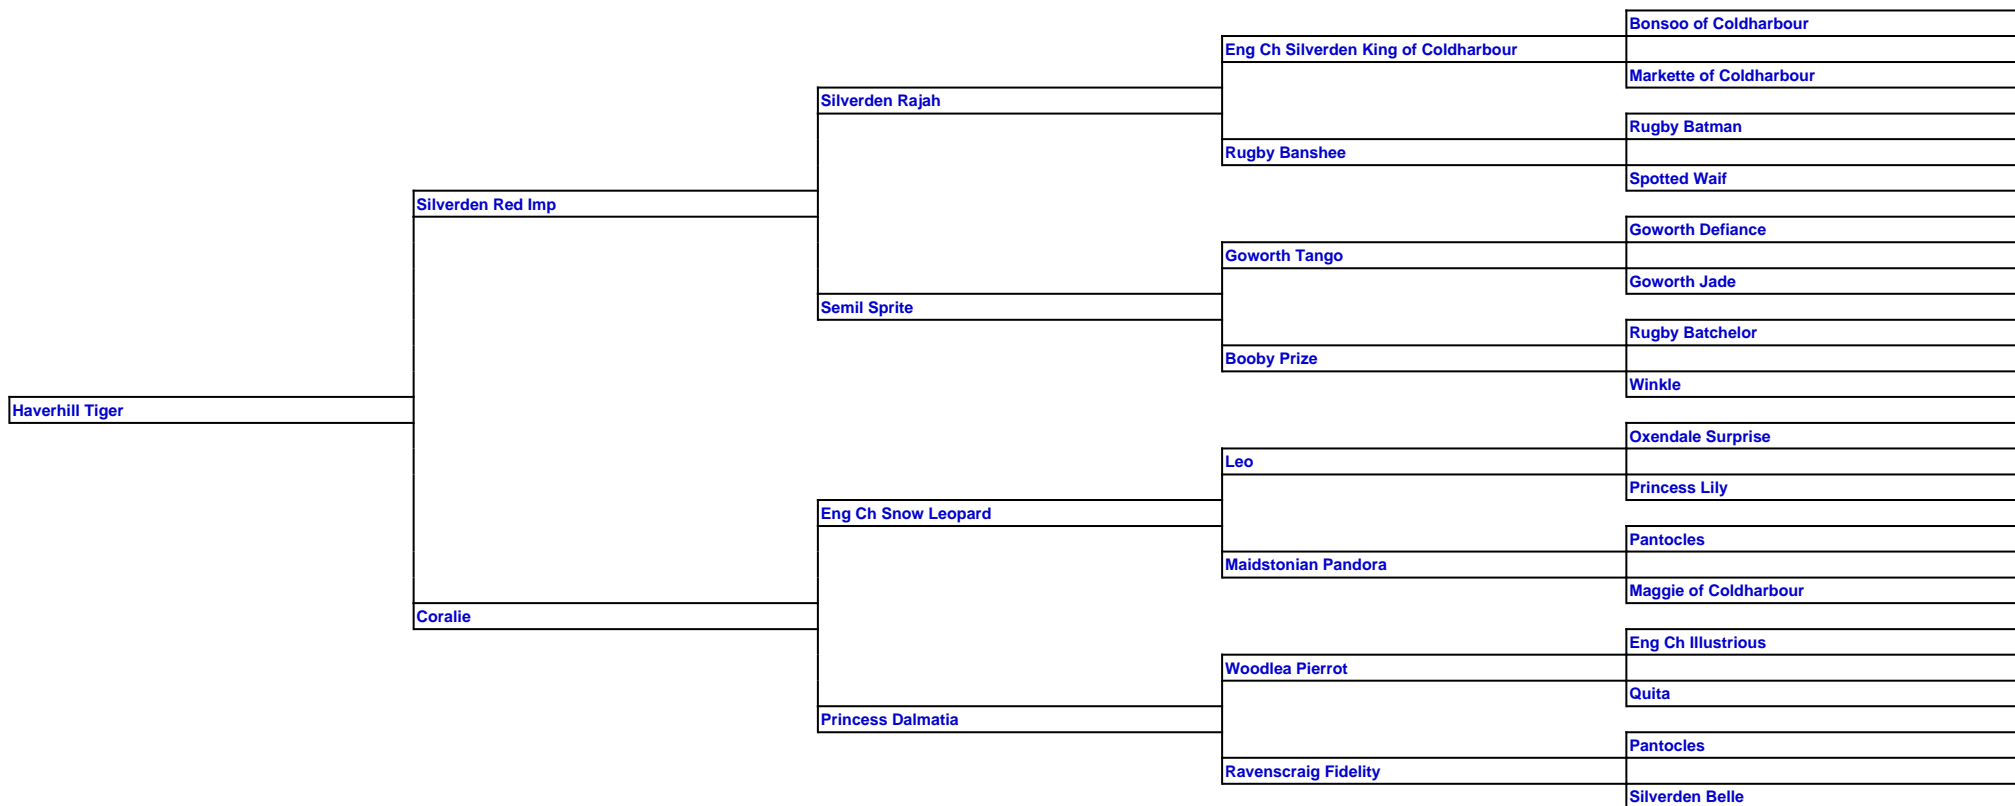 Bonsoo of Coldharbour
Eng Ch Silverden King of Coldharbour
Markette of Coldharbour
Silverden Rajah
Rugby Batman
Rugby Banshee
Spotted Waif
Silverden Red Imp
Goworth Defiance
Goworth Tango
Goworth Jade
Semil Sprite
Rugby Batchelor
Booby Prize
Winkle
Haverhill Tiger
Oxendale Surprise
Leo
Princess Lily
Eng Ch Snow Leopard
Pantocles
Maidstonian Pandora
Maggie of Coldharbour
Coralie
Eng Ch Illustrious
Woodlea Pierrot
Quita
Princess Dalmatia
Pantocles
Ravenscraig Fidelity
Silverden Belle